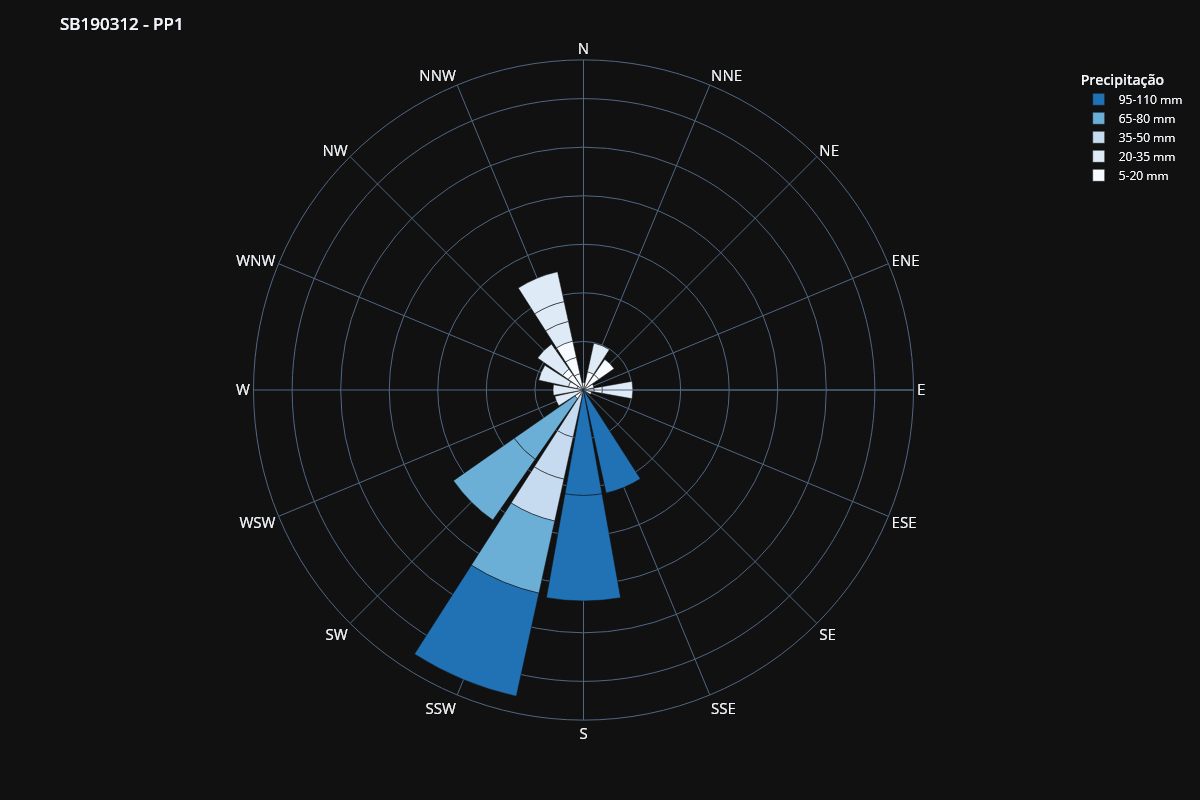 SB190312 - PP1
N
NNW
NNE
NW
NE
WNW
ENE
W
E
WSW
ESE
SW
SE
SSW
SSE
S
Precipitação
95-110 mm
65-80 mm
35-50 mm
20-35 mm
5-20 mm